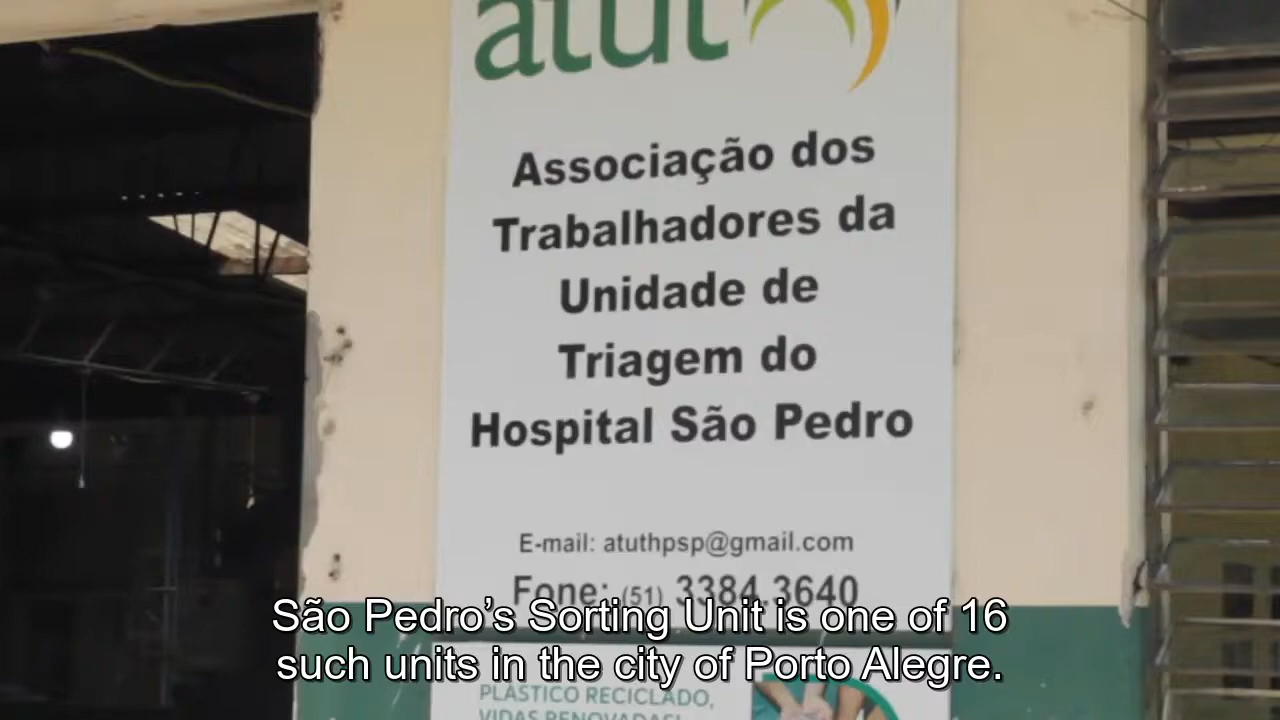 atut
Associação dos
Trabalhadores da
Unidade de
Triagem do
Hospital São Pedro
E-mail: atuthpsp@gmail.com
Fone: (51) 3384 3640
São Pedro’s Sorting Unit is one of 16
such units in the city of Porto Alegre.
PLÁSTICO RECICLADO,
VIDAS RENOVADAS!